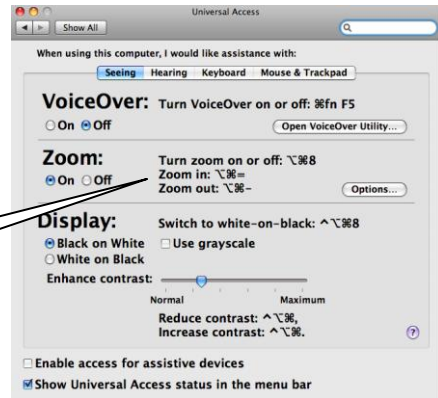 Universal Access
Show All
When using this computer, I would like assistance with:
Seeing Hearing Keyboard Mouse & Trackpad
VoiceOver: Turn VoiceOver on or off: ⌘fn F5
On Off Open VoiceOver Utility...
Zoom: Turn zoom on or off: ⌥⌘8
On Off Zoom in: ⌥⌘=
Zoom out: ⌥⌘- Options...
Display: Switch to white-on-black: ^⌥⌘8
Black on White Use grayscale
White on Black
Enhance contrast:
Normal Maximum
Reduce contrast: ^⌥⌘,
Increase contrast: ^⌥⌘. ?
Enable access for assistive devices
Show Universal Access status in the menu bar